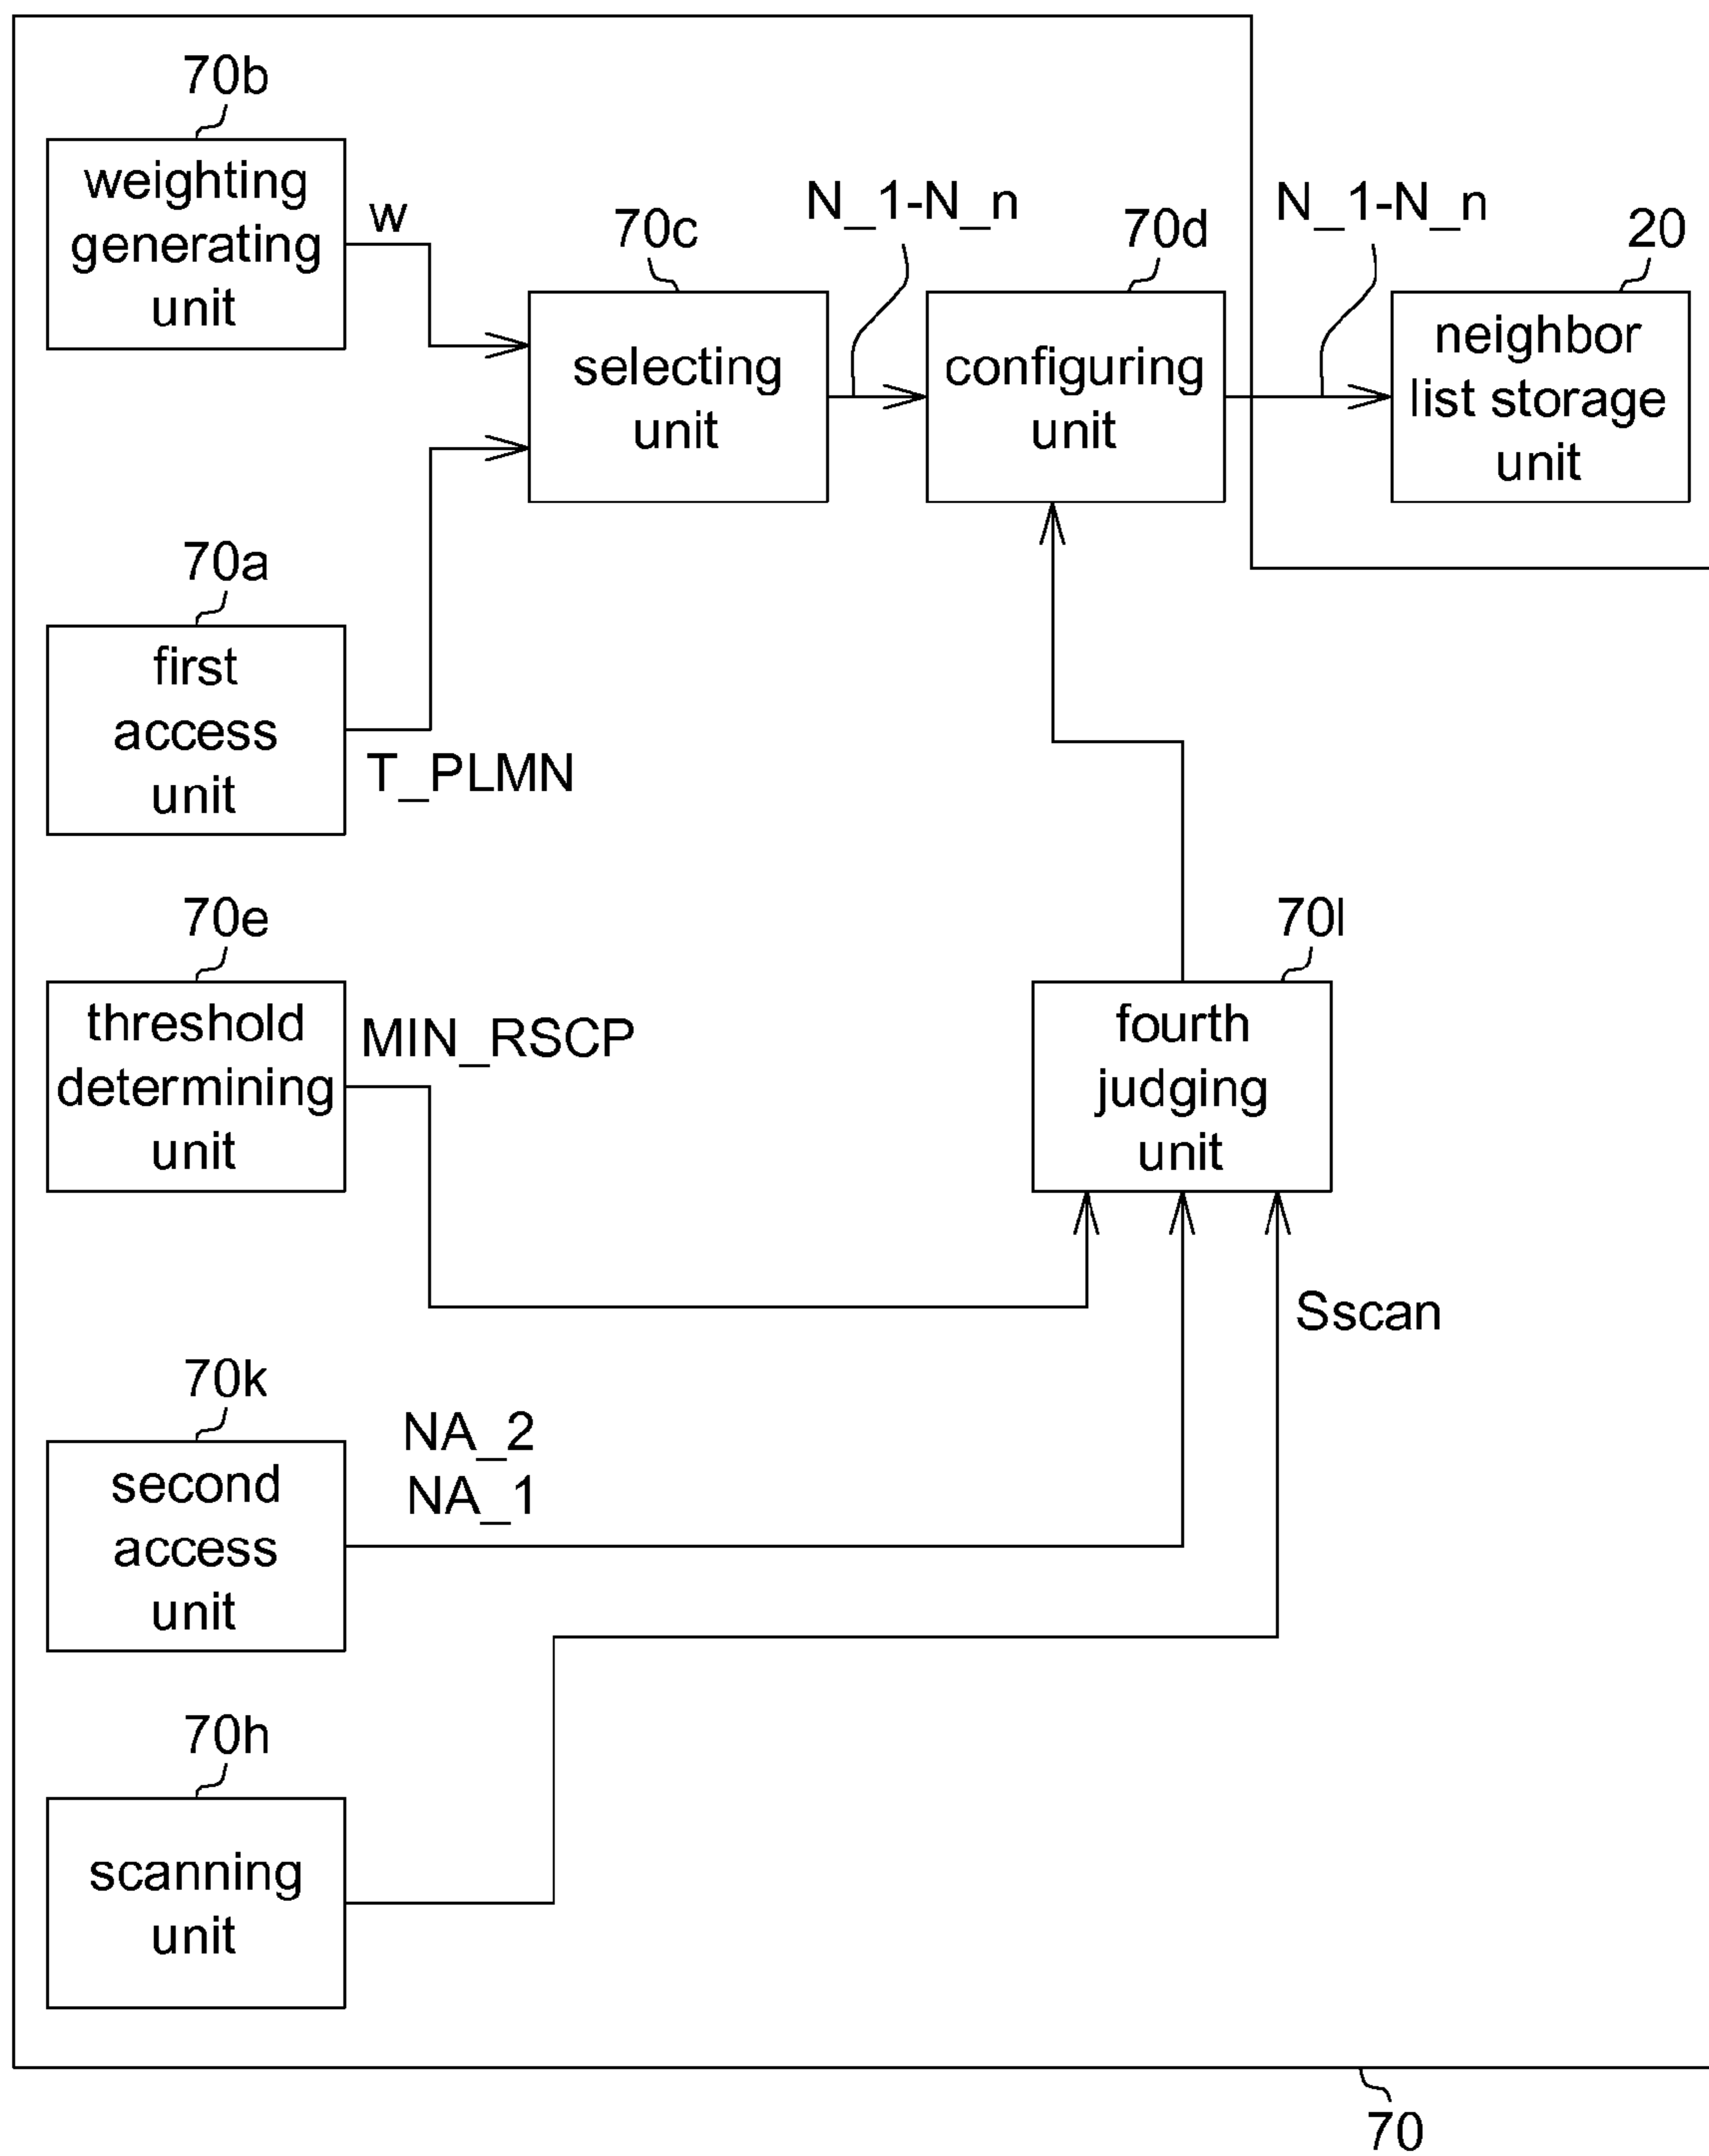 70b
weighting
generating
unit
w
70c
selecting
unit
N_1-N_n
70d
configuring
unit
N_1-N_n
20
neighbor
list storage
unit
70a
first
access
unit
T_PLMN
70e
threshold
determining
unit
MIN_RSCP
70l
fourth
judging
unit
Sscan
70k
second
access
unit
NA_2
NA_1
70h
scanning
unit
70